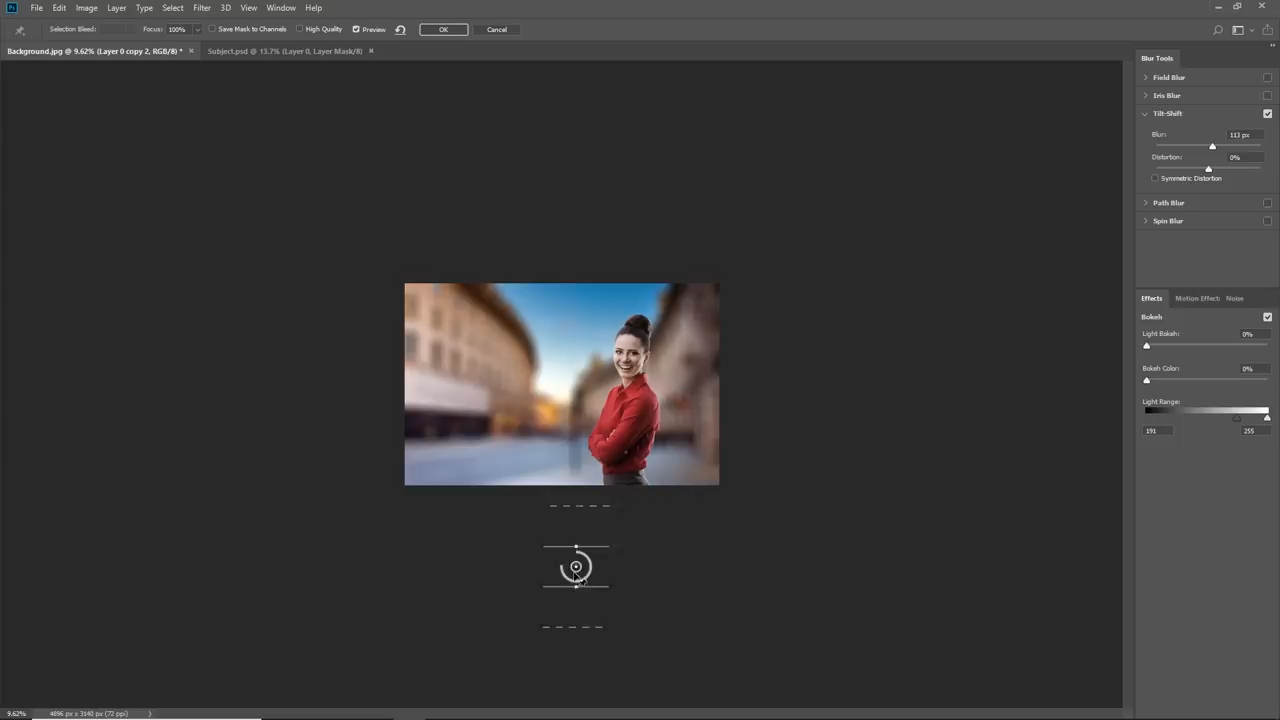 Ps File Edit Image Layer Type Select Filter 3D View Window Help
Selection Bleed: Focus: 100% Save Mask to Channels High Quality Preview OK Cancel
Background.jpg @ 9.62% (Layer 0 copy 2, RGB/8) * × Subject.psd @ 13.7% (Layer 0, Layer Mask/8) ×
Blur Tools
Field Blur
Iris Blur
Tilt-Shift
Blur: 113 px
Distortion: 0%
Symmetric Distortion
Path Blur
Spin Blur
Effects Motion Effect: Noise
Bokeh
Light Bokeh: 0%
Bokeh Color: 0%
Light Range:
191 255
9.62% 4896 px x 3140 px (72 ppi)